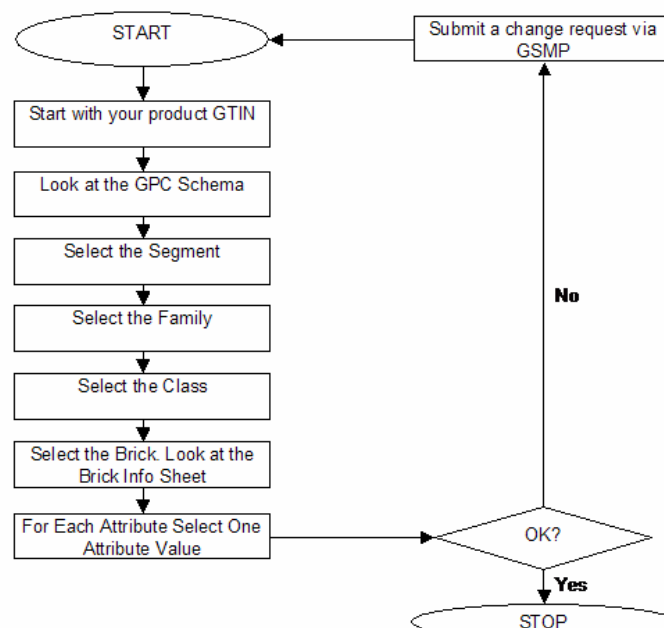 START
Submit a change request via
GSMP
Start with your product GTIN
Look at the GPC Schema
Select the Segment
Select the Family
Select the Class
Select the Brick. Look at the
Brick Info Sheet
For Each Attribute Select One
Attribute Value
No
OK?
Yes
STOP